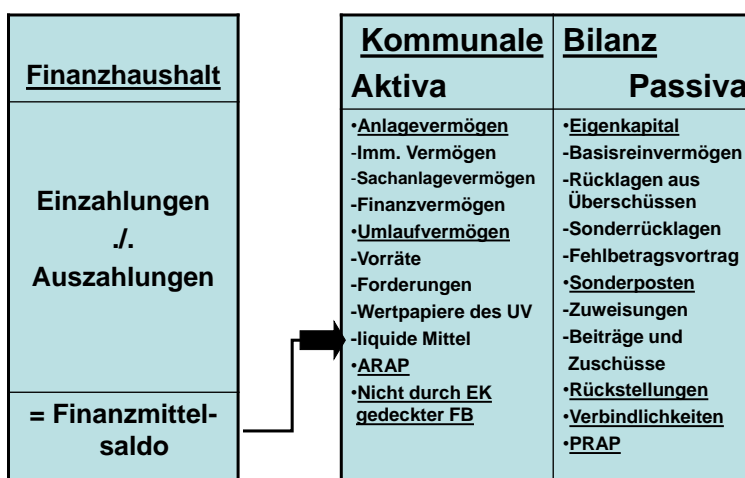 Finanzhaushalt
Einzahlungen
./.
Auszahlungen
= Finanzmittel-
saldo
Kommunale Bilanz
Aktiva Passiva
•Anlagevermögen
-Imm. Vermögen
-Sachanlagevermögen
-Finanzvermögen
•Umlaufvermögen
-Vorräte
-Forderungen
-Wertpapiere des UV
-liquide Mittel
•ARAP
•Nicht durch EK
gedeckter FB
•Eigenkapital
-Basisreinvermögen
-Rücklagen aus
Überschüssen
-Sonderrücklagen
-Fehlbetragsvortrag
•Sonderposten
-Zuweisungen
-Beiträge und
Zuschüsse
•Rückstellungen
•Verbindlichkeiten
•PRAP